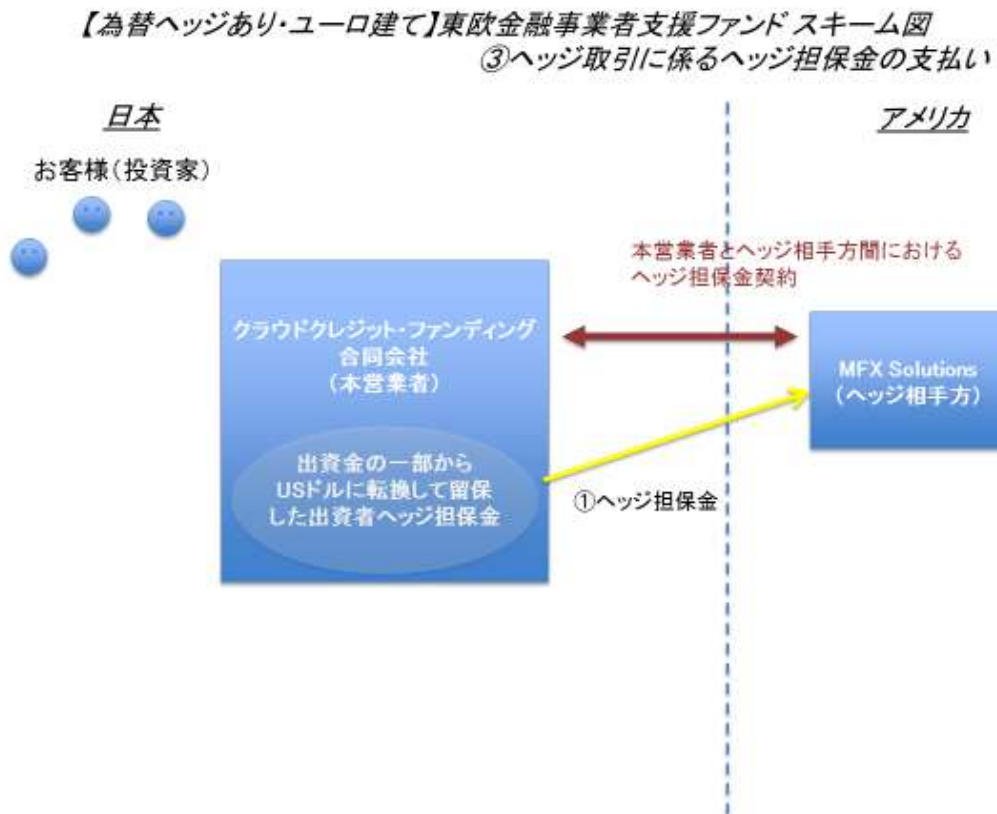 【為替ヘッジあり・ユーロ建て】東欧金融事業者支援ファンド スキーム図
③ヘッジ取引に係るヘッジ担保金の支払い
日本
アメリカ
お客様（投資家）
本営業者とヘッジ相手方間における
ヘッジ担保金契約
クラウドクレジット・ファンディング
合同会社
（本営業者）
MFX Solutions
（ヘッジ相手方）
出資金の一部から
USドルに転換して留保
した出資者ヘッジ担保金
①ヘッジ担保金